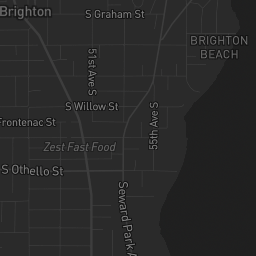 S Graham St
Brighton
BRIGHTON
BEACH
51st Ave S
S Willow St
55th Ave S
Frontenac St
Zest Fast Food
S Othello St
Seward Park A